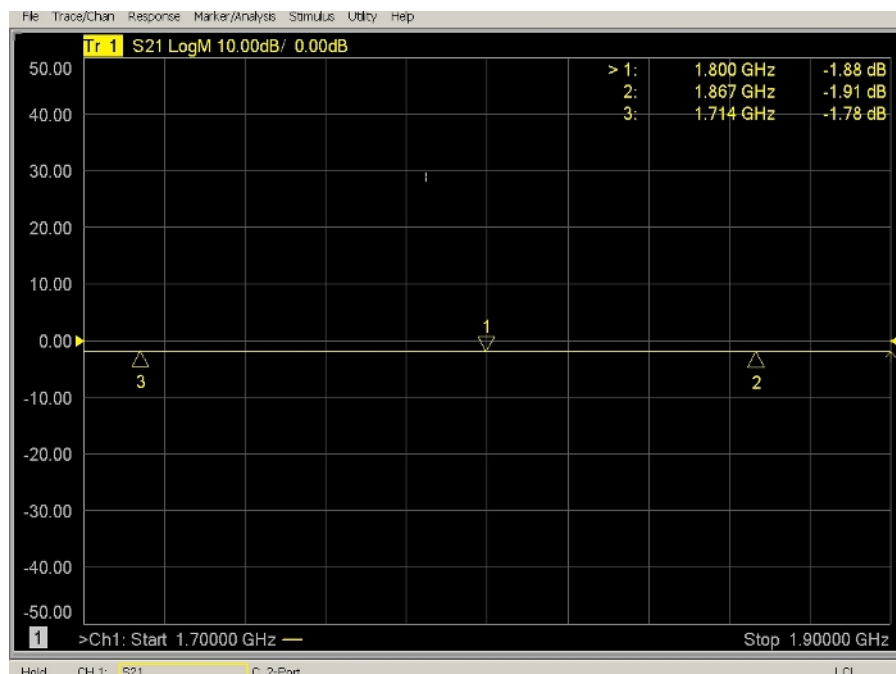 File Trace/Chan Response Marker/Analysis Stimulus Utility Help
Tr 1 S21 LogM 10.00dB/ 0.00dB
50.00
> 1: 1.800 GHz -1.88 dB
2: 1.867 GHz -1.91 dB
3: 1.714 GHz -1.78 dB
40.00
30.00
20.00
10.00
1
0.00
3
2
-10.00
-20.00
-30.00
-40.00
-50.00
1 >Ch1: Start 1.70000 GHz Stop 1.90000 GHz
Hold CH 1: S21 C 2-Port LCL